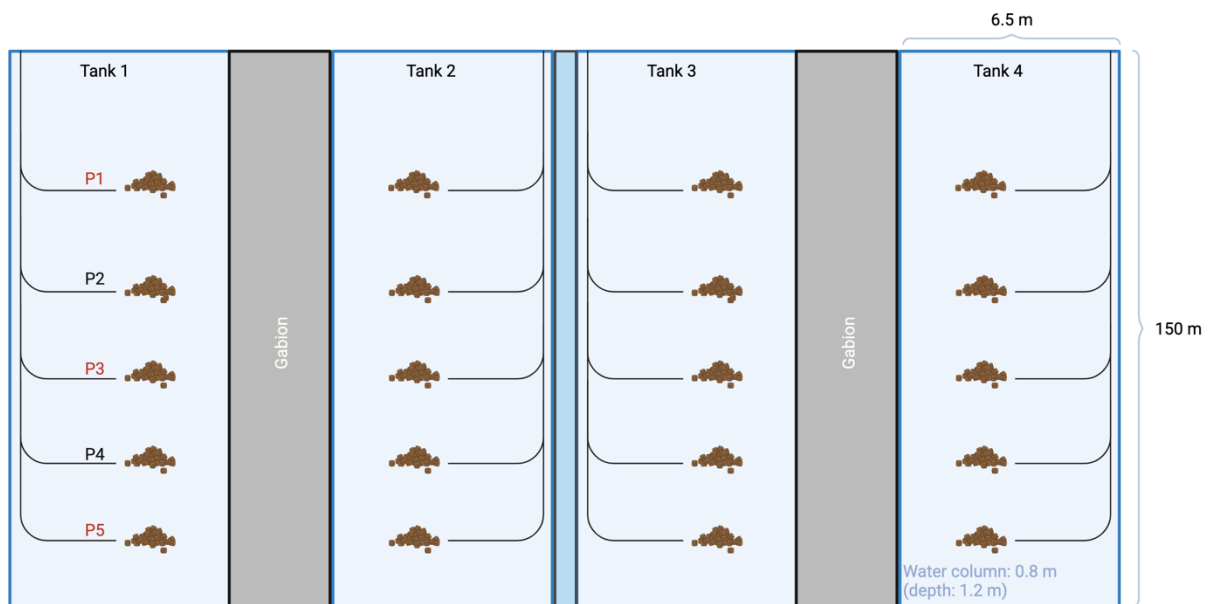 6.5 m
Tank 1
Tank 2
Tank 3
Tank 4
P1
P2
P3
P4
P5
Gabion
Gabion
150 m
Water column: 0.8 m
(depth: 1.2 m)